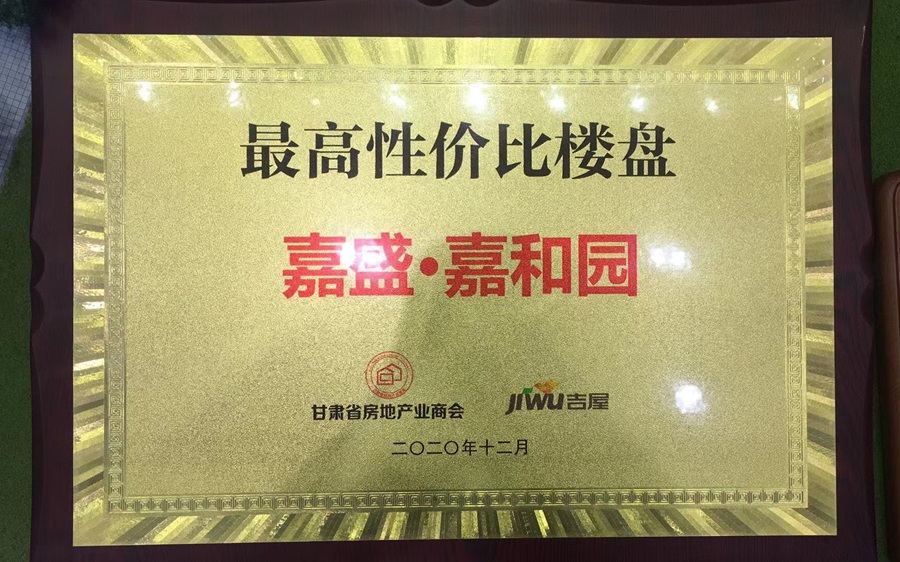 最高性价比楼盘
嘉盛·嘉和园
甘肃省房地产业商会
JIWU吉屋
二〇二〇年十二月